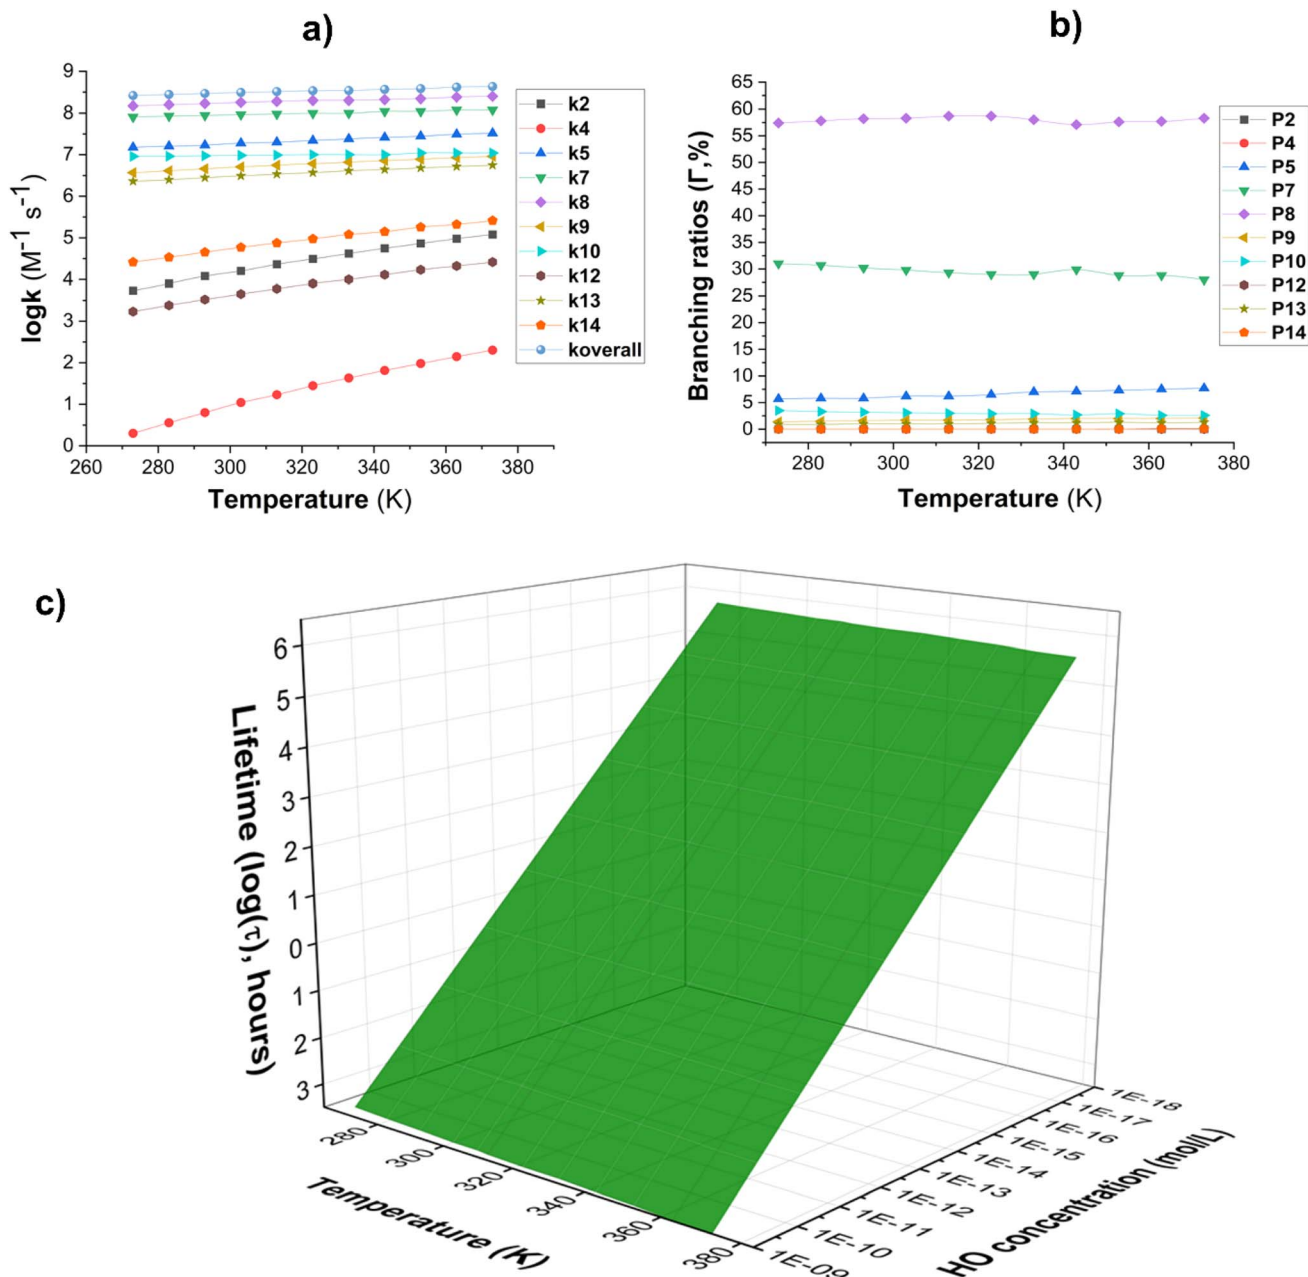 a)
9
8
7
6
5
4
3
2
1
0
logk (M⁻¹ s⁻¹)
260 280 300 320 340 360 380
Temperature (K)
k2
k4
k5
k7
k8
k9
k10
k12
k13
k14
koverall
b)
65
60
55
50
45
40
35
30
25
20
15
10
5
0
Branching ratios (Γ,%)
280 300 320 340 360 380
Temperature (K)
P2
P4
P5
P7
P8
P9
P10
P12
P13
P14
c)
6
5
4
3
2
1
0
1
2
3
Lifetime (log(τ), hours)
280
300
320
340
360
380
Temperature (K)
1E-18
1E-17
1E-16
1E-15
1E-14
1E-13
1E-12
1E-11
1E-10
1E-09
HO concentration (mol/L)